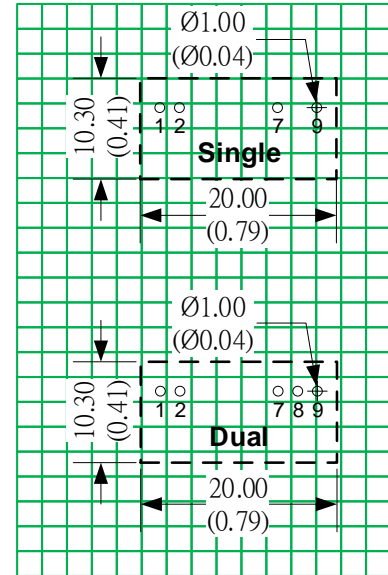 Ø1.00
(Ø0.04)
10.30
(0.41)
1 2 7 9
Single
20.00
(0.79)
Ø1.00
(Ø0.04)
10.30
(0.41)
1 2 7 8 9
Dual
20.00
(0.79)